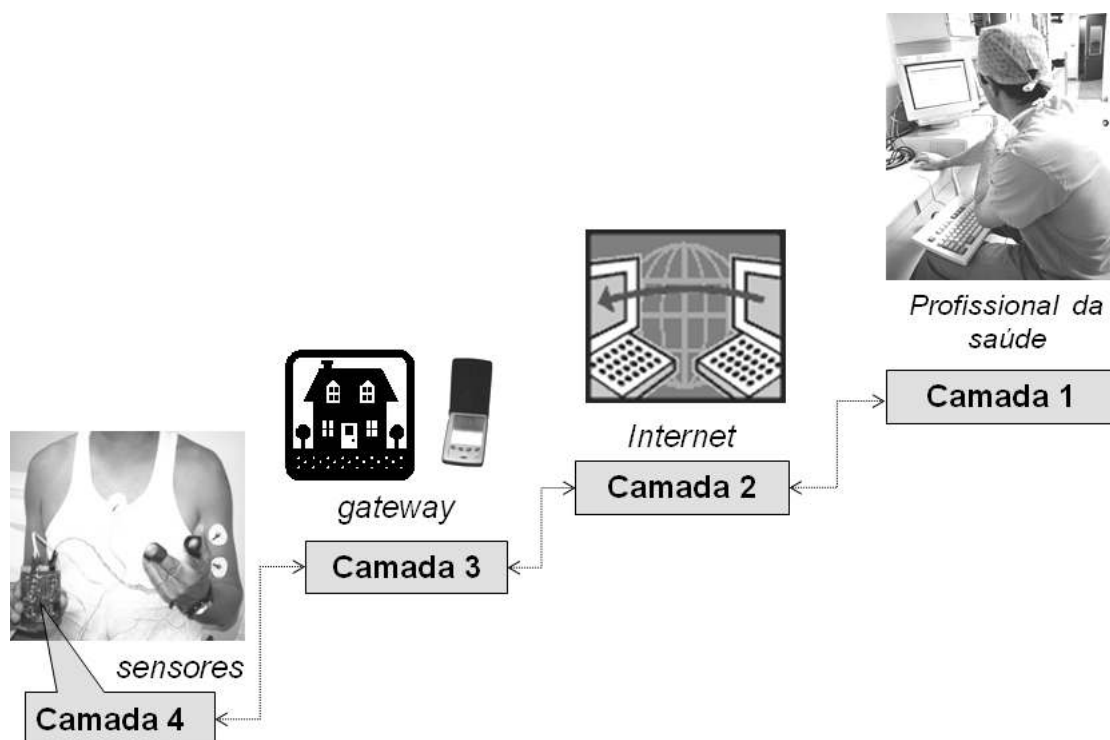 Profissional da
saúde
Camada 1
Internet
Camada 2
gateway
Camada 3
sensores
Camada 4